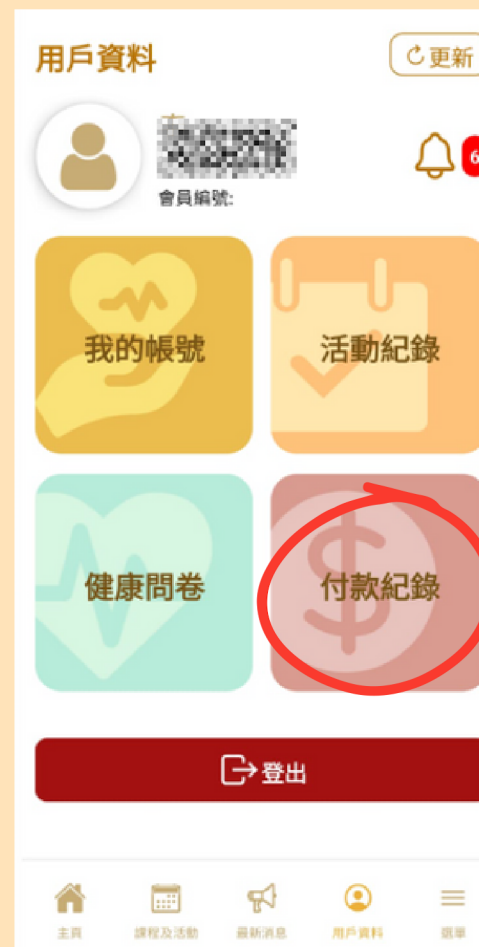 用戶資料
更新
6
會員編號:
我的帳號
活動紀錄
健康問卷
付款紀錄
登出
主頁
課程及活動
最新消息
用戶資料
選單